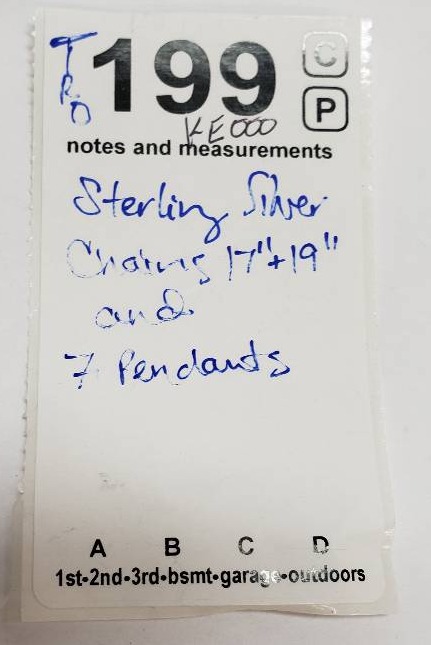 TRO
199
C
P
KE000
notes and measurements
Sterling Silver
Chains 17"+19"
and
7 Pendants
A B C D
1st-2nd-3rd-bsmt-garage-outdoors